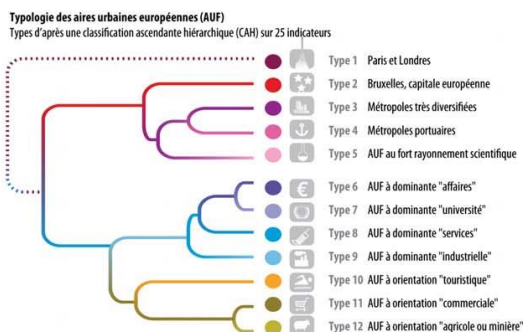 Typologie des aires urbaines européennes (AUF)
Types d'après une classification ascendante hiérarchique (CAH) sur 25 indicateurs
Type 1 Paris et Londres
Type 2 Bruxelles, capitale européenne
Type 3 Métropoles très diversifiées
Type 4 Métropoles portuaires
Type 5 AUF au fort rayonnement scientifique
Type 6 AUF à dominante "affaires"
Type 7 AUF à dominante "université"
Type 8 AUF à dominante "services"
Type 9 AUF à dominante "industrielle"
Type 10 AUF à orientation "touristique"
Type 11 AUF à orientation "commerciale"
Type 12 AUF à orientation "agricole ou minière"